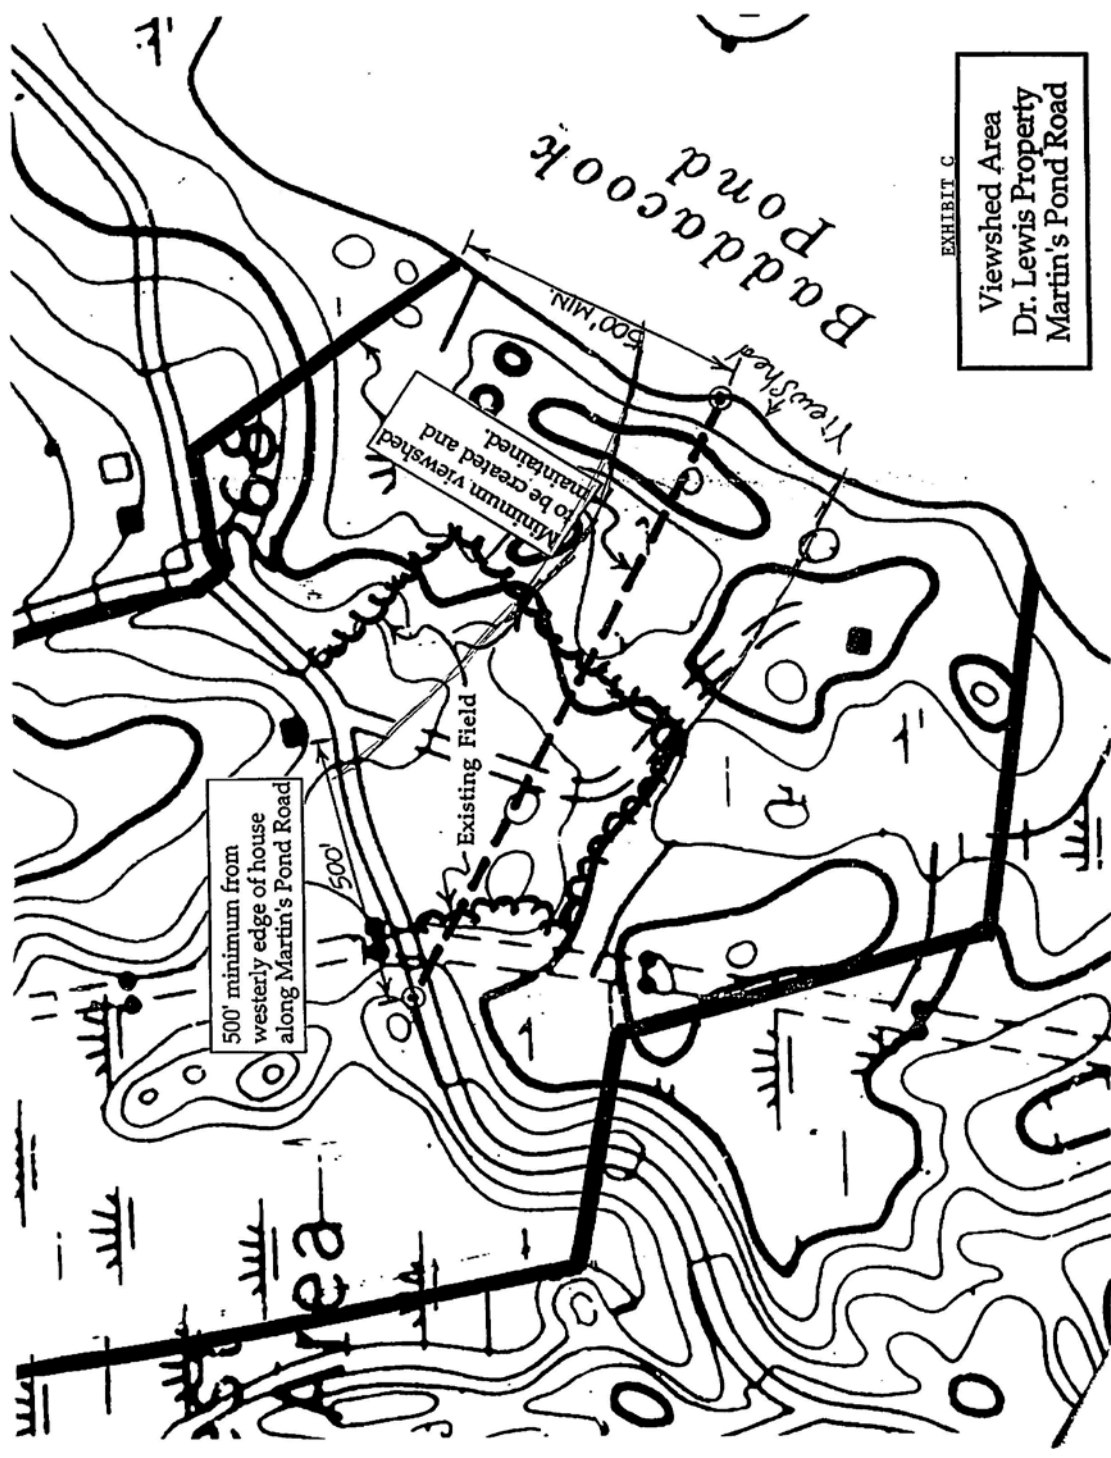 EXHIBIT C
Viewshed Area
Dr. Lewis Property
Martin's Pond Road
Baddacook
Pond
500' MIN.
Viewshed
Minimum viewshed
to be created and
maintained.
Existing Field
500'
500' minimum from
westerly edge of house
along Martin's Pond Road
Area